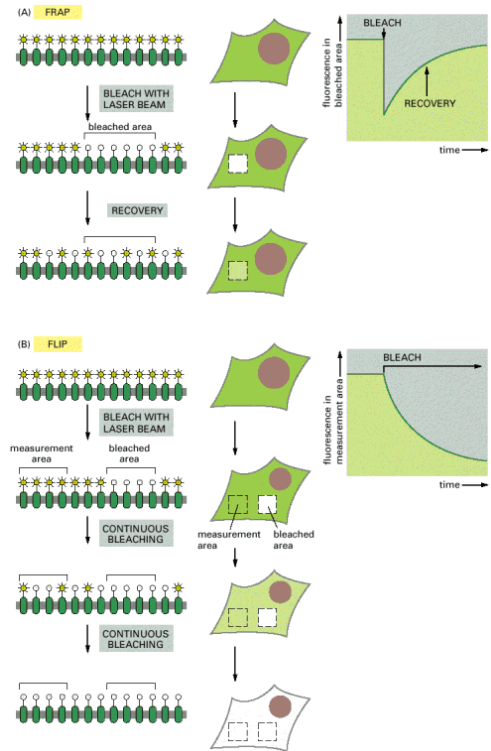 (A) FRAP
BLEACH WITH
LASER BEAM
bleached area
RECOVERY
fluorescence in
bleached area
BLEACH
RECOVERY
time
(B) FLIP
BLEACH WITH
LASER BEAM
measurement
area
bleached
area
CONTINUOUS
BLEACHING
CONTINUOUS
BLEACHING
measurement
area
bleached
area
fluorescence in
measurement area
BLEACH
time